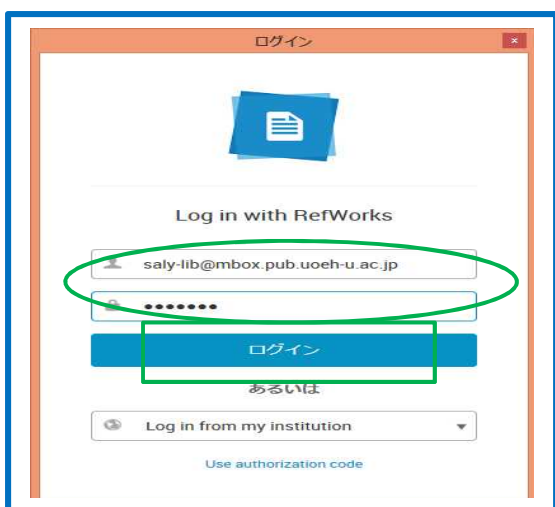 ログイン
×
Log in with RefWorks
saly-lib@mbox.pub.uoeh-u.ac.jp
•••••••
ログイン
あるいは
Log in from my institution
Use authorization code